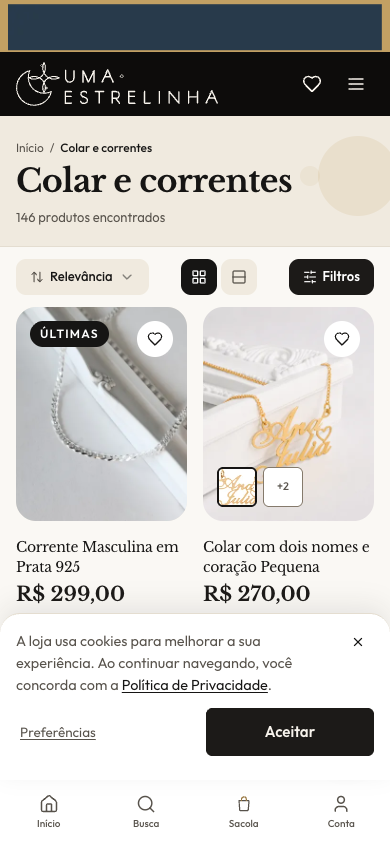 UMA
ESTRELINHA
Início / Colar e correntes
Colar e correntes
146 produtos encontrados
Relevância
Filtros
ÚLTIMAS
Ana
Julia
+2
Corrente Masculina em
Prata 925
R$ 299,00
Colar com dois nomes e
coração Pequena
R$ 270,00
A loja usa cookies para melhorar a sua
experiência. Ao continuar navegando, você
concorda com a Política de Privacidade.
Preferências
Aceitar
Início
Busca
Sacola
Conta